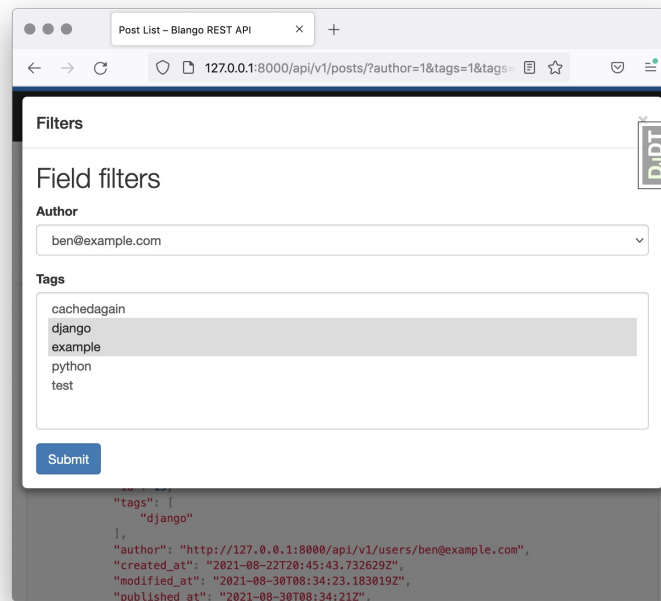 Post List – Blango REST API
127.0.0.1:8000/api/v1/posts/?author=1&tags=1&tags=
Filters
DjDT
Field filters
Author
ben@example.com
Tags
cachedagain
django
example
python
test
Submit
"tags": [
"django"
],
"author": "http://127.0.0.1:8000/api/v1/users/ben@example.com",
"created_at": "2021-08-22T20:45:43.732629Z",
"modified_at": "2021-08-30T08:34:23.183019Z",
"published_at": "2021-08-30T08:34:21Z",